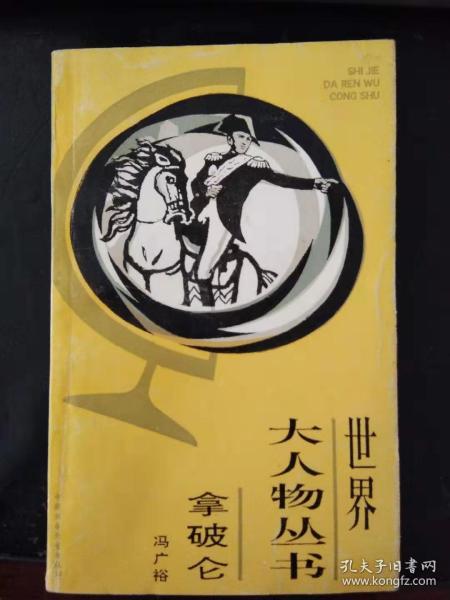 SHI JIE
DA REN WU
CONG SHU
世界
大人物丛书
拿破仑
冯广裕
孔夫子旧书网
www.kongfz.com